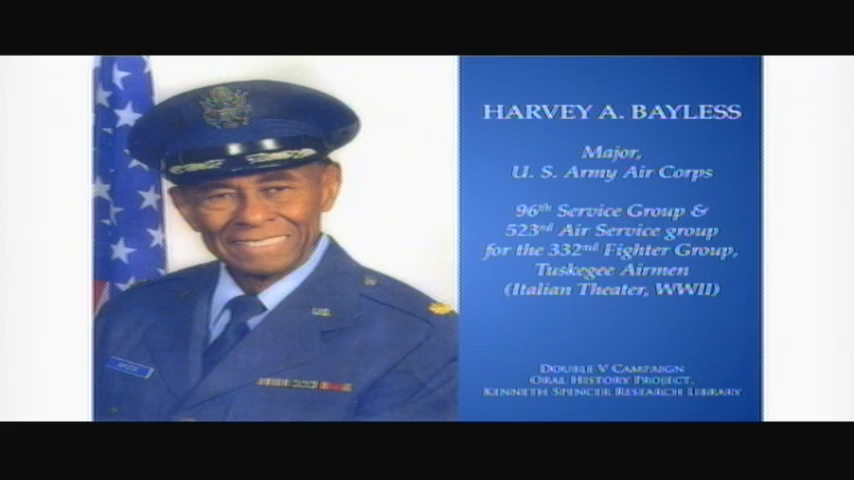 HARVEY A. BAYLESS
Major,
U. S. Army Air Corps
96th Service Group &
523rd Air Service group
for the 332nd Fighter Group,
Tuskegee Airmen
(Italian Theater, WWII)
DOUBLE V CAMPAIGN
ORAL HISTORY PROJECT,
KENNETH SPENCER RESEARCH LIBRARY